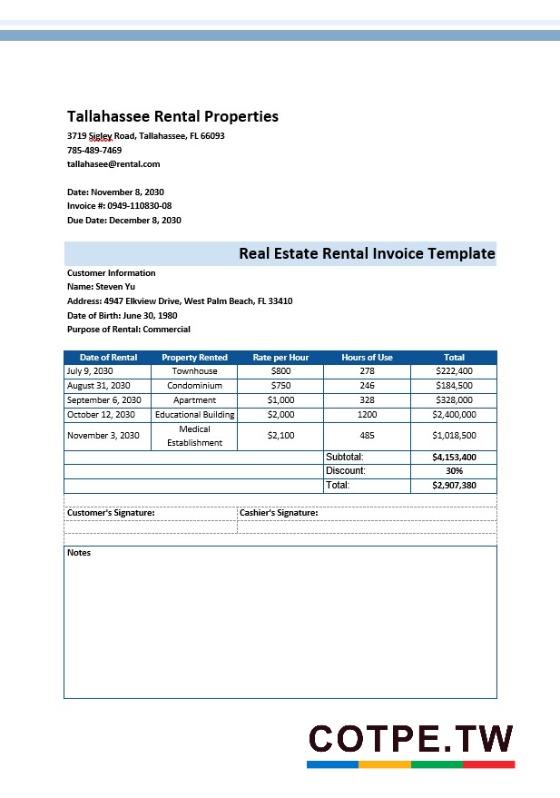 Tallahassee Rental Properties
3719 Sigley Road, Tallahassee, FL 66093
785-489-7469
tallahasee@rental.com
Date: November 8, 2030
Invoice #: 0949-110830-08
Due Date: December 8, 2030
Real Estate Rental Invoice Template
Customer Information
Name: Steven Yu
Address: 4947 Elkview Drive, West Palm Beach, FL 33410
Date of Birth: June 30, 1980
Purpose of Rental: Commercial
Date of Rental Property Rented Rate per Hour Hours of Use Total
July 9, 2030 Townhouse $800 278 $222,400
August 31, 2030 Condominium $750 246 $184,500
September 6, 2030 Apartment $1,000 328 $328,000
October 12, 2030 Educational Building $2,000 1200 $2,400,000
November 3, 2030 Medical Establishment $2,100 485 $1,018,500
Subtotal: $4,153,400
Discount: 30%
Total: $2,907,380
Customer's Signature: Cashier's Signature:
Notes
COTPE.TW